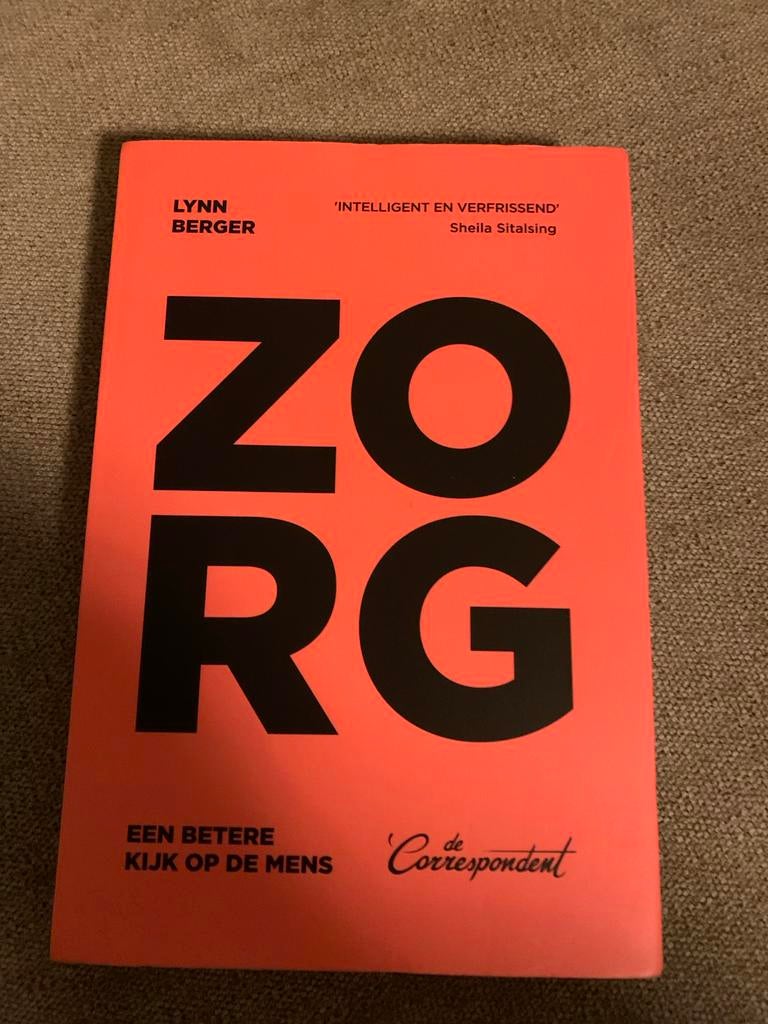 LYNN
BERGER
'INTELLIGENT EN VERFRISSEND'
Sheila Sitalsing
ZO
RG
EEN BETERE
KIJK OP DE MENS
de
Correspondent